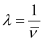 λ = 1/ν̅